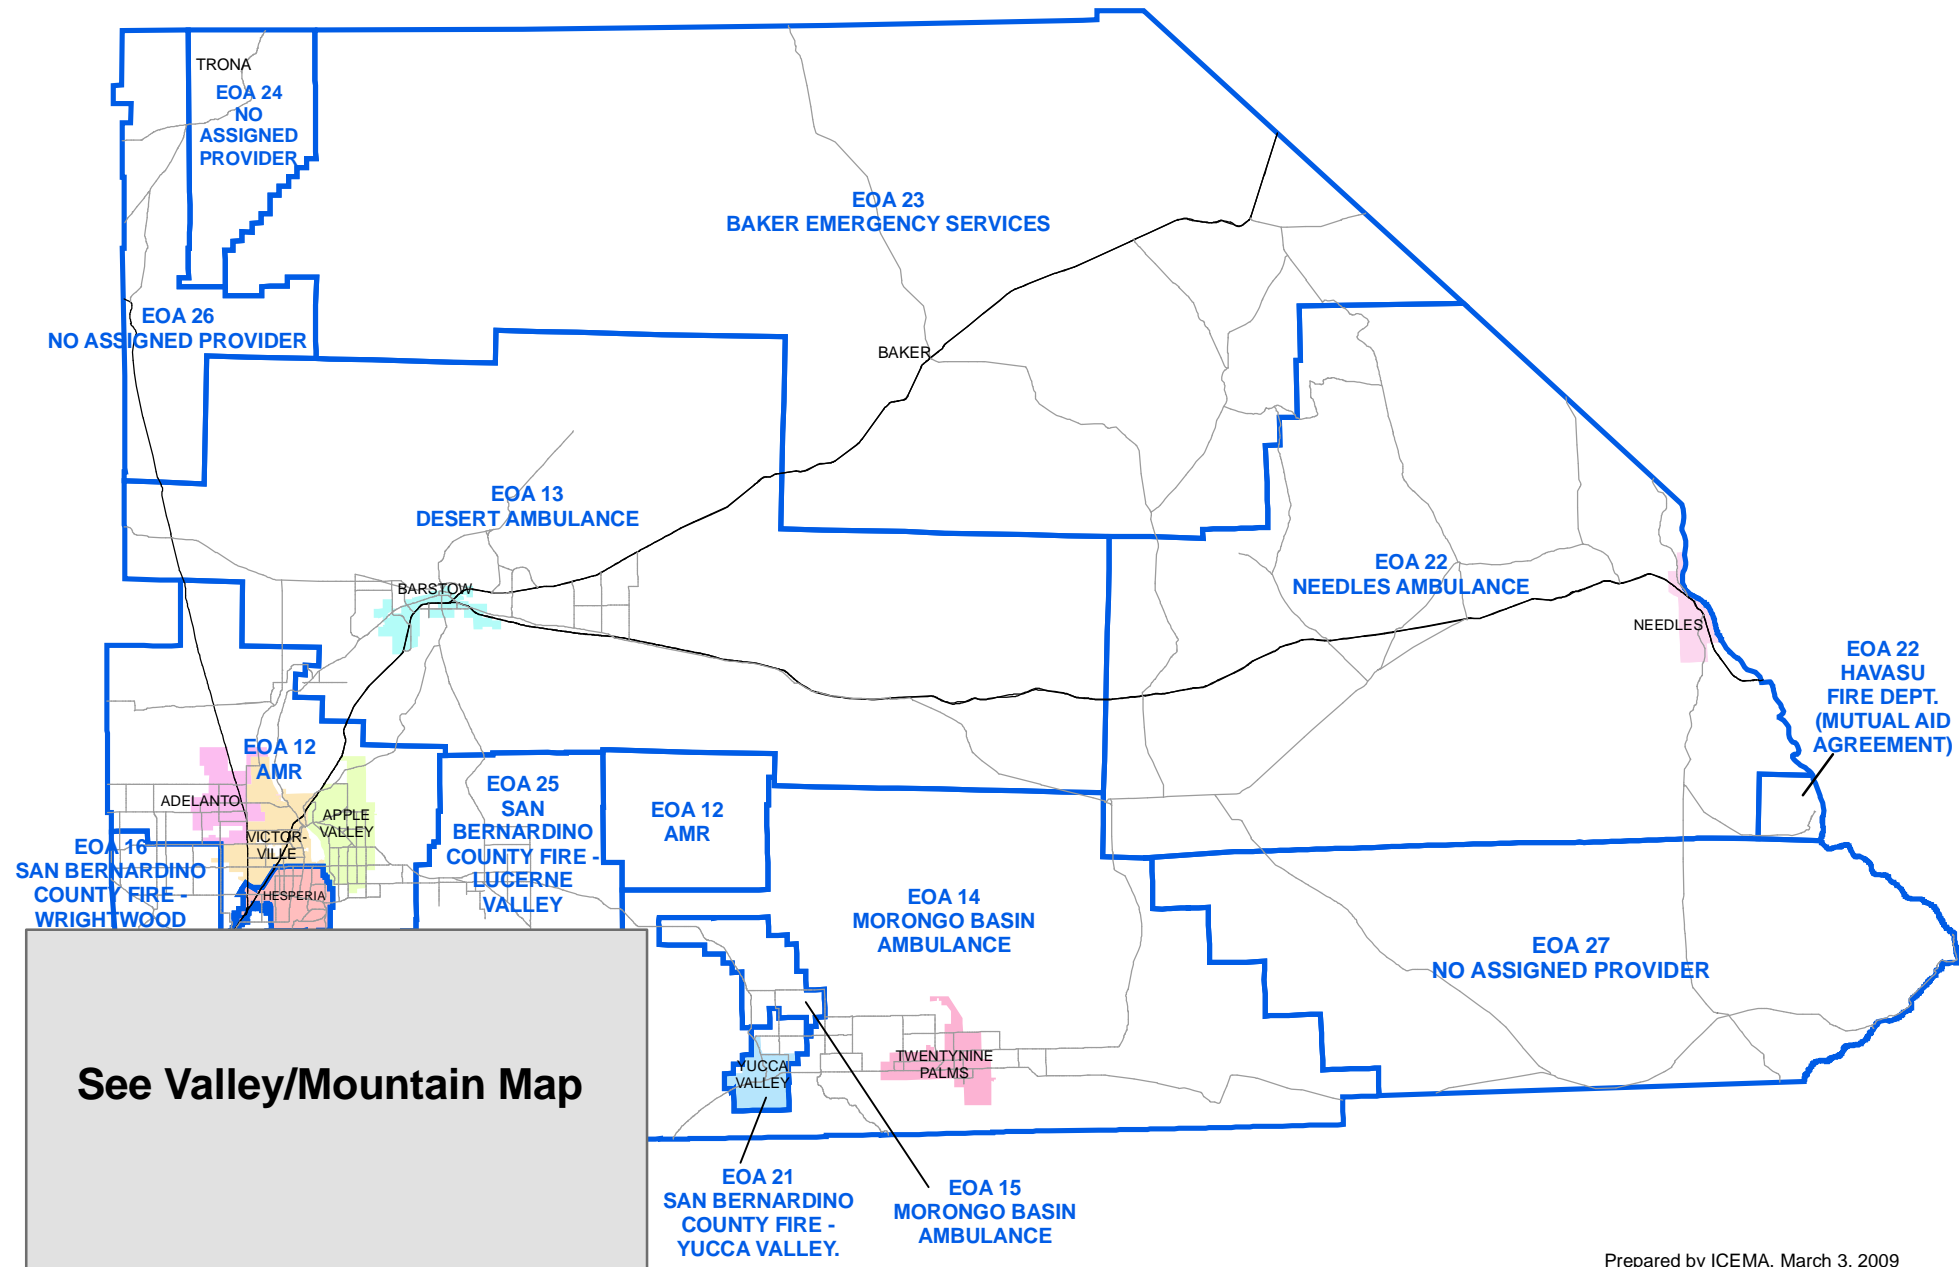 TRONA
EOA 24
NO
ASSIGNED
PROVIDER
EOA 23
BAKER EMERGENCY SERVICES
EOA 26
NO ASSIGNED PROVIDER
BAKER
EOA 13
DESERT AMBULANCE
BARSTOW
EOA 22
NEEDLES AMBULANCE
NEEDLES
EOA 22
HAVASU
FIRE DEPT.
(MUTUAL AID
AGREEMENT)
EOA 12
AMR
ADELANTO
APPLE
VALLEY
VICTOR-
VILLE
HESPERIA
EOA 16
SAN BERNARDINO
COUNTY FIRE -
WRIGHTWOOD
EOA 25
SAN
BERNARDINO
COUNTY FIRE -
LUCERNE
VALLEY
EOA 12
AMR
EOA 14
MORONGO BASIN
AMBULANCE
EOA 27
NO ASSIGNED PROVIDER
TWENTYNINE
PALMS
YUCCA
VALLEY
See Valley/Mountain Map
EOA 21
SAN BERNARDINO
COUNTY FIRE -
YUCCA VALLEY.
EOA 15
MORONGO BASIN
AMBULANCE
Prepared by ICEMA, March 3, 2009